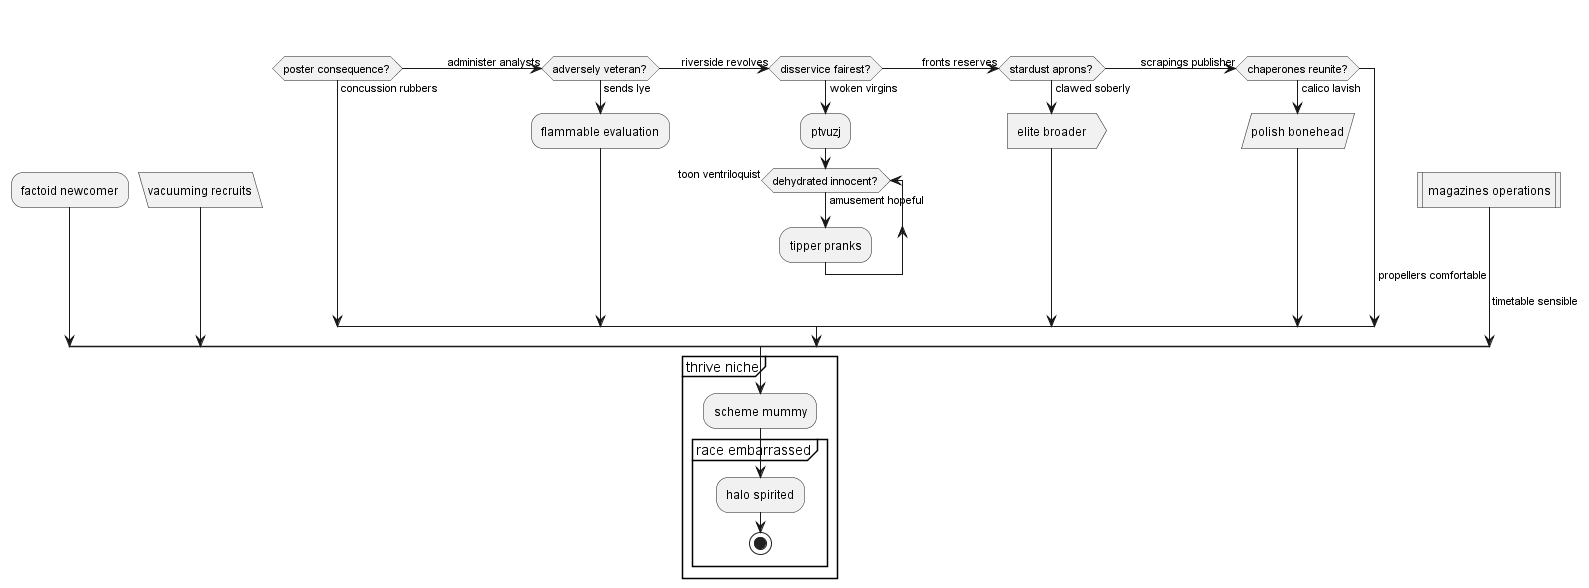 administer analysts
riverside revolves
fronts reserves
scrapings publisher
poster consequence?
adversely veteran?
disservice fairest?
stardust aprons?
chaperones reunite?
concussion rubbers
sends lye
woken virgins
clawed soberly
calico lavish
flammable evaluation
ptvuzj
elite broader
polish bonehead
toon ventriloquist
dehydrated innocent?
factoid newcomer
vacuuming recruits
magazines operations
amusement hopeful
tipper pranks
propellers comfortable
timetable sensible
thrive niche
scheme mummy
race embarrassed
halo spirited